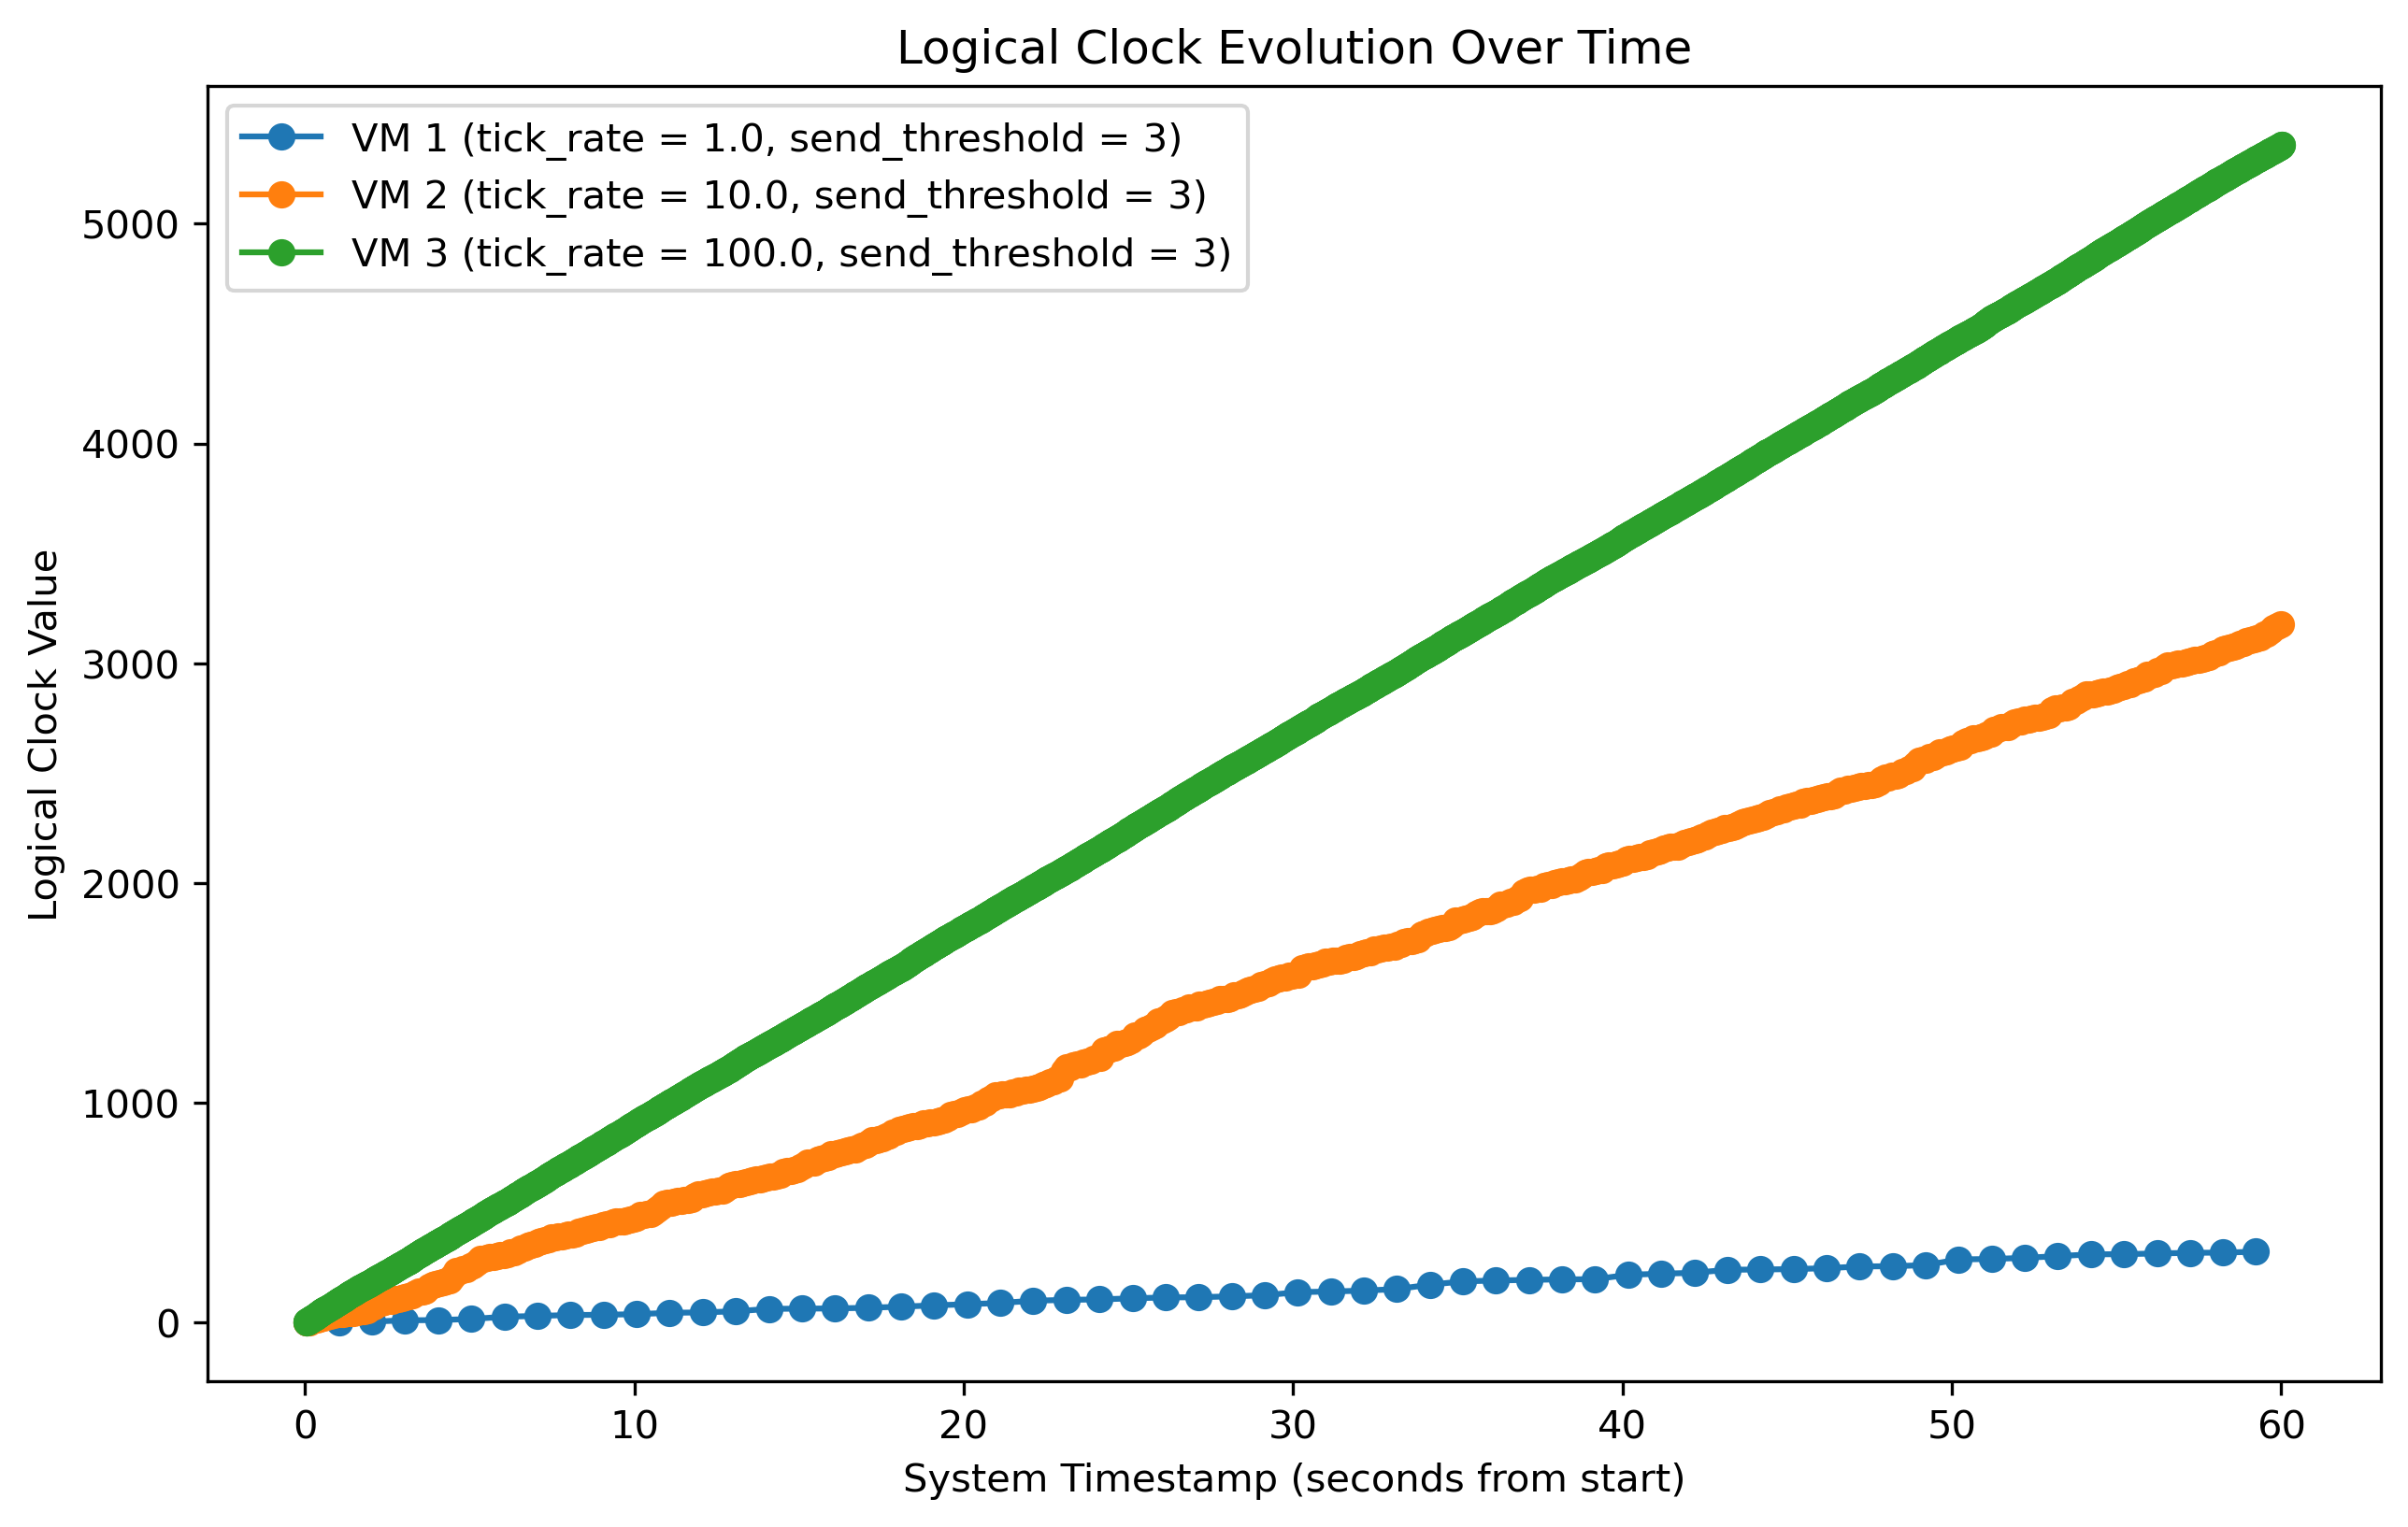 Logical Clock Evolution Over Time
VM 1 (tick_rate = 1.0, send_threshold = 3)
VM 2 (tick_rate = 10.0, send_threshold = 3)
VM 3 (tick_rate = 100.0, send_threshold = 3)
Logical Clock Value
5000
4000
3000
2000
1000
0
0 10 20 30 40 50 60
System Timestamp (seconds from start)